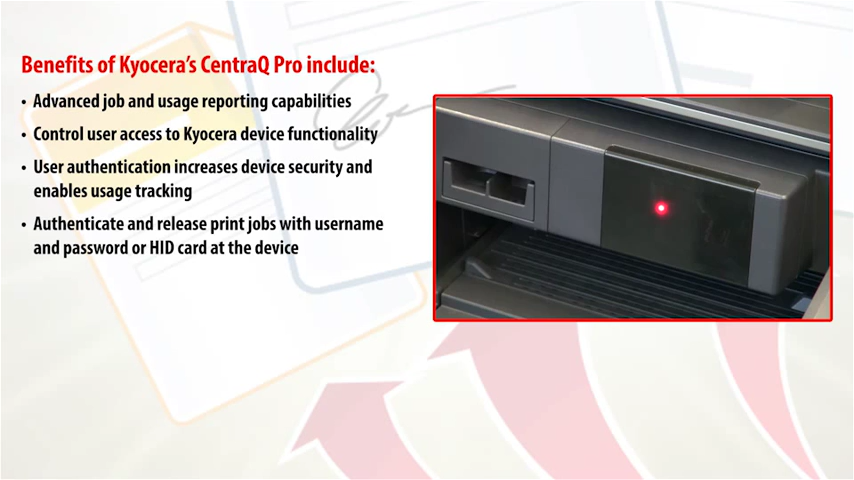 Benefits of Kyocera's CentraQ Pro include:
• Advanced job and usage reporting capabilities
• Control user access to Kyocera device functionality
• User authentication increases device security and
enables usage tracking
• Authenticate and release print jobs with username
and password or HID card at the device